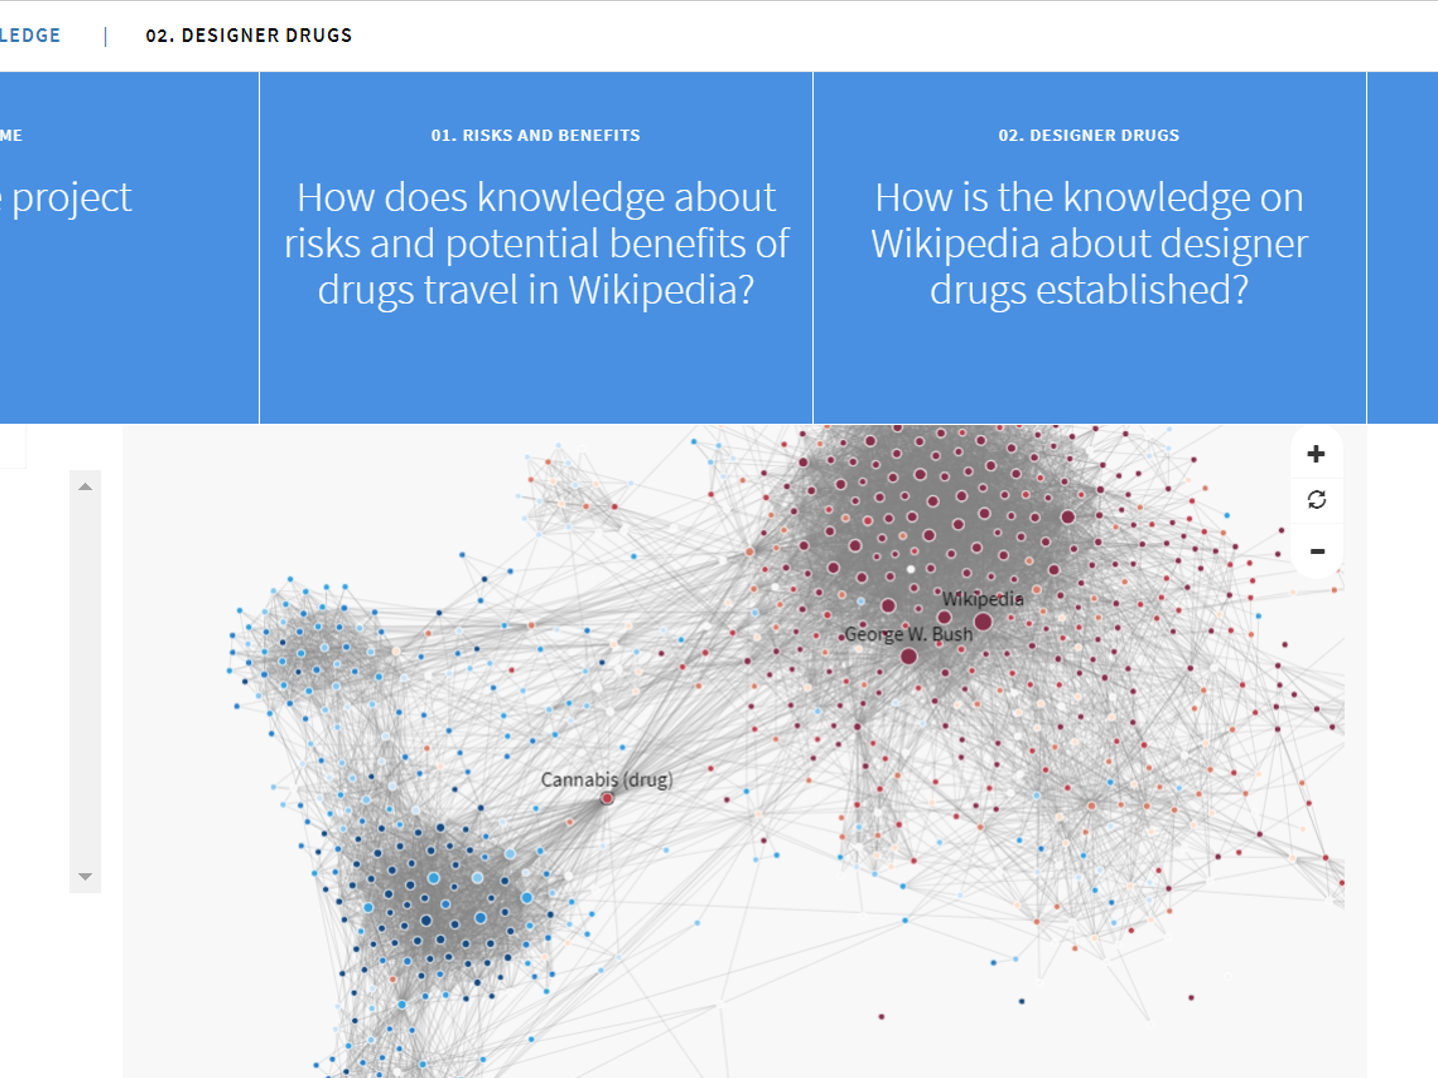 LEDGE | 02. DESIGNER DRUGS
ME
e project
01. RISKS AND BENEFITS
How does knowledge about
risks and potential benefits of
drugs travel in Wikipedia?
02. DESIGNER DRUGS
How is the knowledge on
Wikipedia about designer
drugs established?
Wikipedia
George W. Bush
Cannabis (drug)